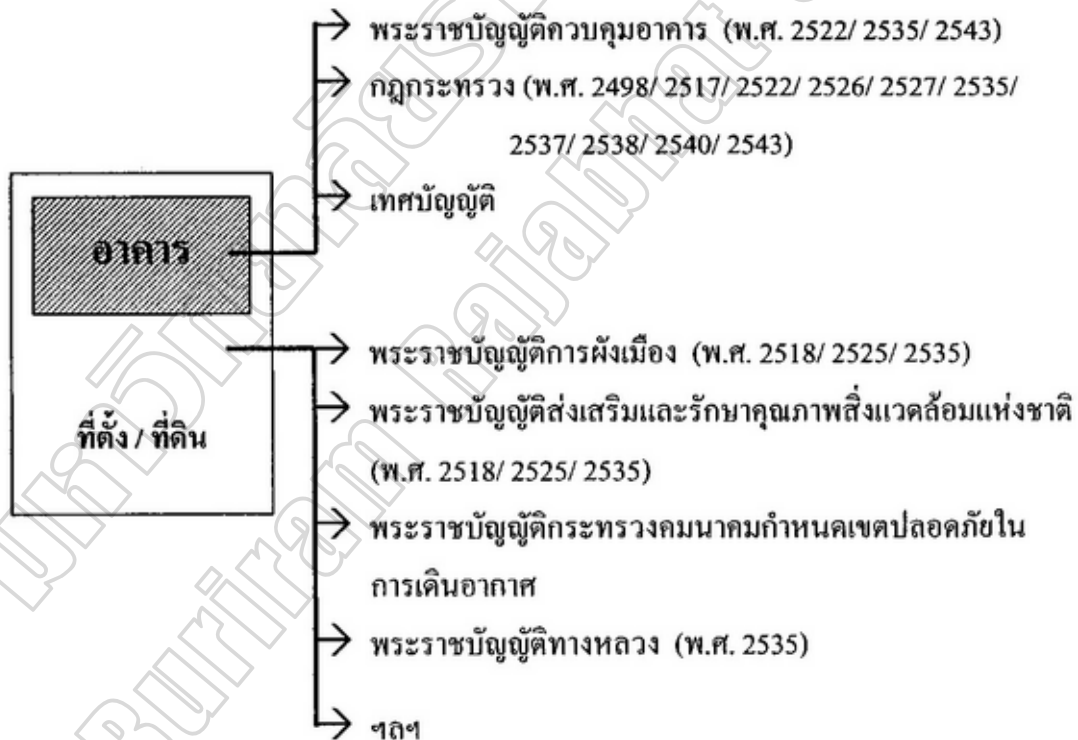 พระราชบัญญัติควบคุมอาคาร (พ.ศ. 2522/ 2535/ 2543)
กฎกระทรวง (พ.ศ. 2498/ 2517/ 2522/ 2526/ 2527/ 2535/
2537/ 2538/ 2540/ 2543)
เทศบัญญัติ
อาคาร
พระราชบัญญัติการผังเมือง (พ.ศ. 2518/ 2525/ 2535)
พระราชบัญญัติส่งเสริมและรักษาคุณภาพสิ่งแวดล้อมแห่งชาติ
(พ.ศ. 2518/ 2525/ 2535)
ที่ตั้ง / ที่ดิน
พระราชบัญญัติกระทรวงคมนาคมกำหนดเขตปลอดภัยใน
การเดินอากาศ
พระราชบัญญัติทางหลวง (พ.ศ. 2535)
ฯลฯ
Buriram Rajabhat